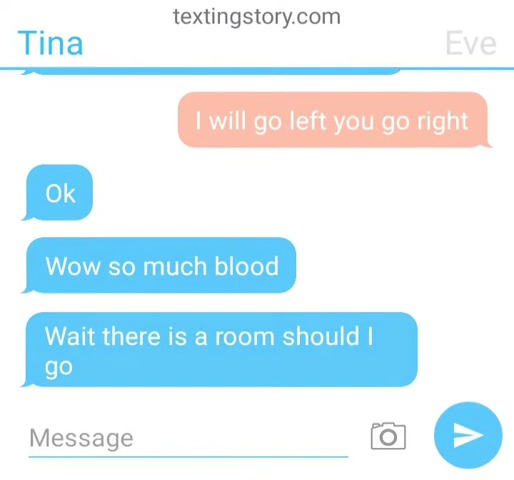 textingstory.com
Tina
Eve
I will go left you go right
Ok
Wow so much blood
Wait there is a room should I
go
Message